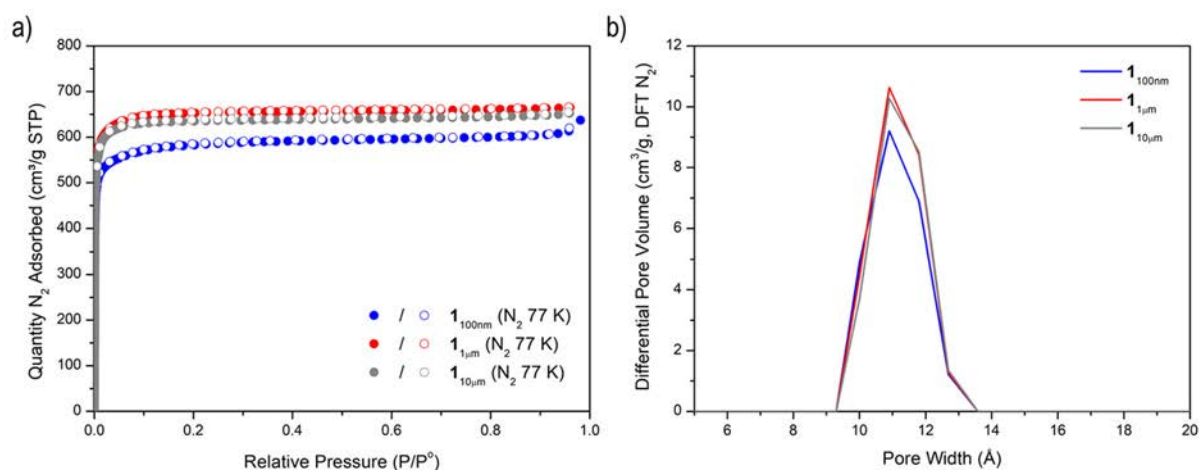 a)
800
700
600
500
400
300
200
100
0
Quantity N₂ Adsorbed (cm³/g STP)
0.0 0.2 0.4 0.6 0.8 1.0
Relative Pressure (P/P°)
/ 1₁₀₀nm (N₂ 77 K)
/ 1₁μm (N₂ 77 K)
/ 1₁₀μm (N₂ 77 K)
b)
12
10
8
6
4
2
0
Differential Pore Volume (cm³/g, DFT N₂)
6 8 10 12 14 16 18 20
Pore Width (Å)
1₁₀₀nm
1₁μm
1₁₀μm